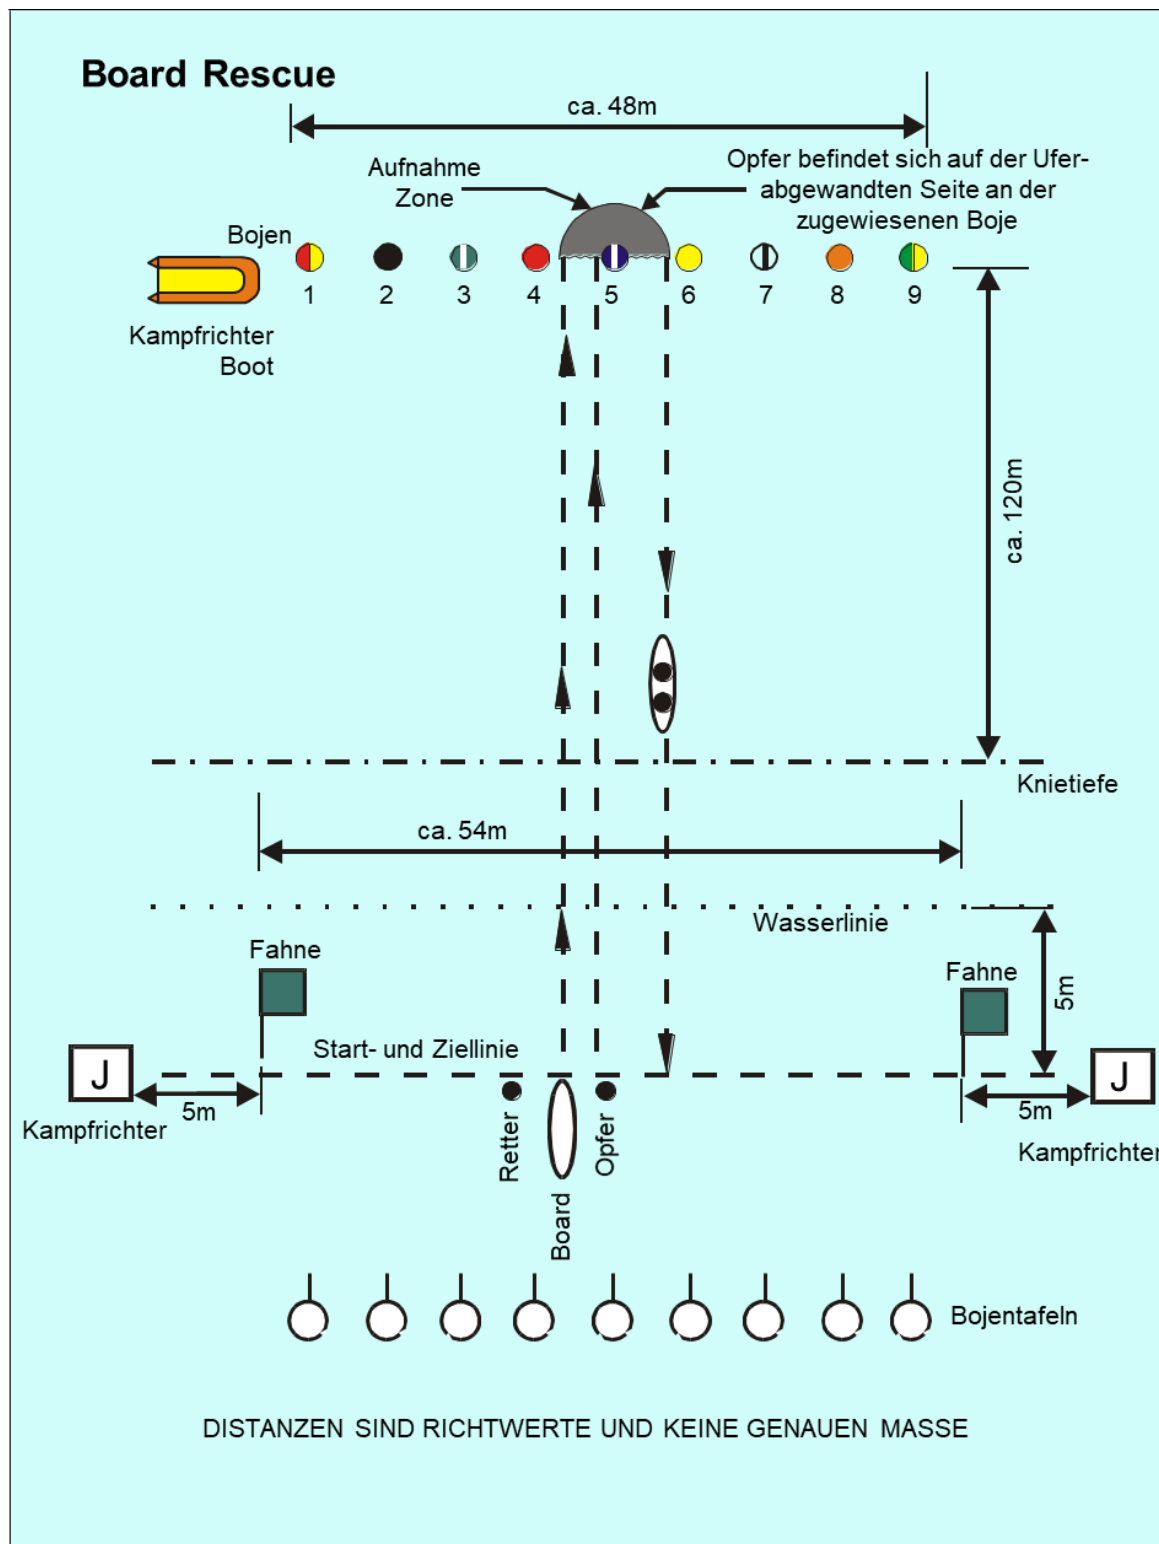 Board Rescue
ca. 48m
Aufnahme
Zone
Opfer befindet sich auf der Ufer-
abgewandten Seite an der
zugewiesenen Boje
Bojen
1 2 3 4 5 6 7 8 9
Kampfrichter
Boot
ca. 120m
Knietiefe
ca. 54m
Wasserlinie
Fahne
Fahne
5m
Start- und Ziellinie
J
J
5m
5m
Kampfrichter
Kampfrichter
Retter
Board
Opfer
Bojentafeln
DISTANZEN SIND RICHTWERTE UND KEINE GENAUEN MASSE